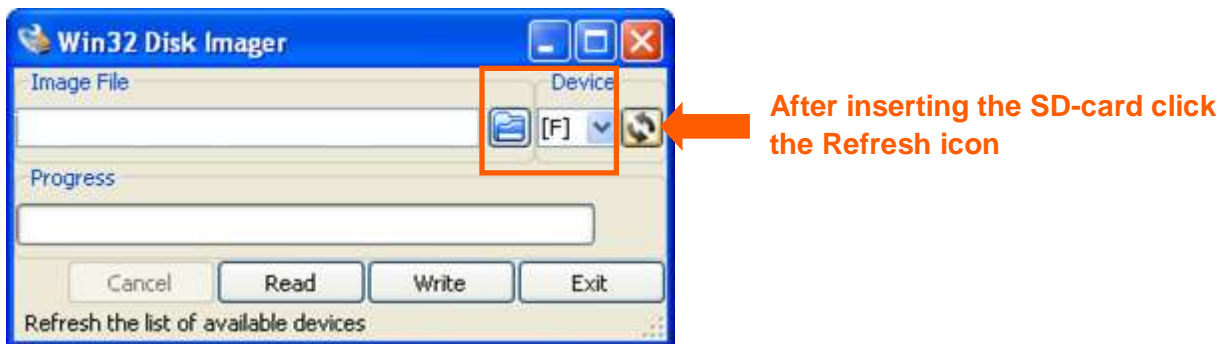 Win32 Disk Imager
Image File
Device
[F]
After inserting the SD-card click
the Refresh icon
Progress
Cancel Read Write Exit
Refresh the list of available devices